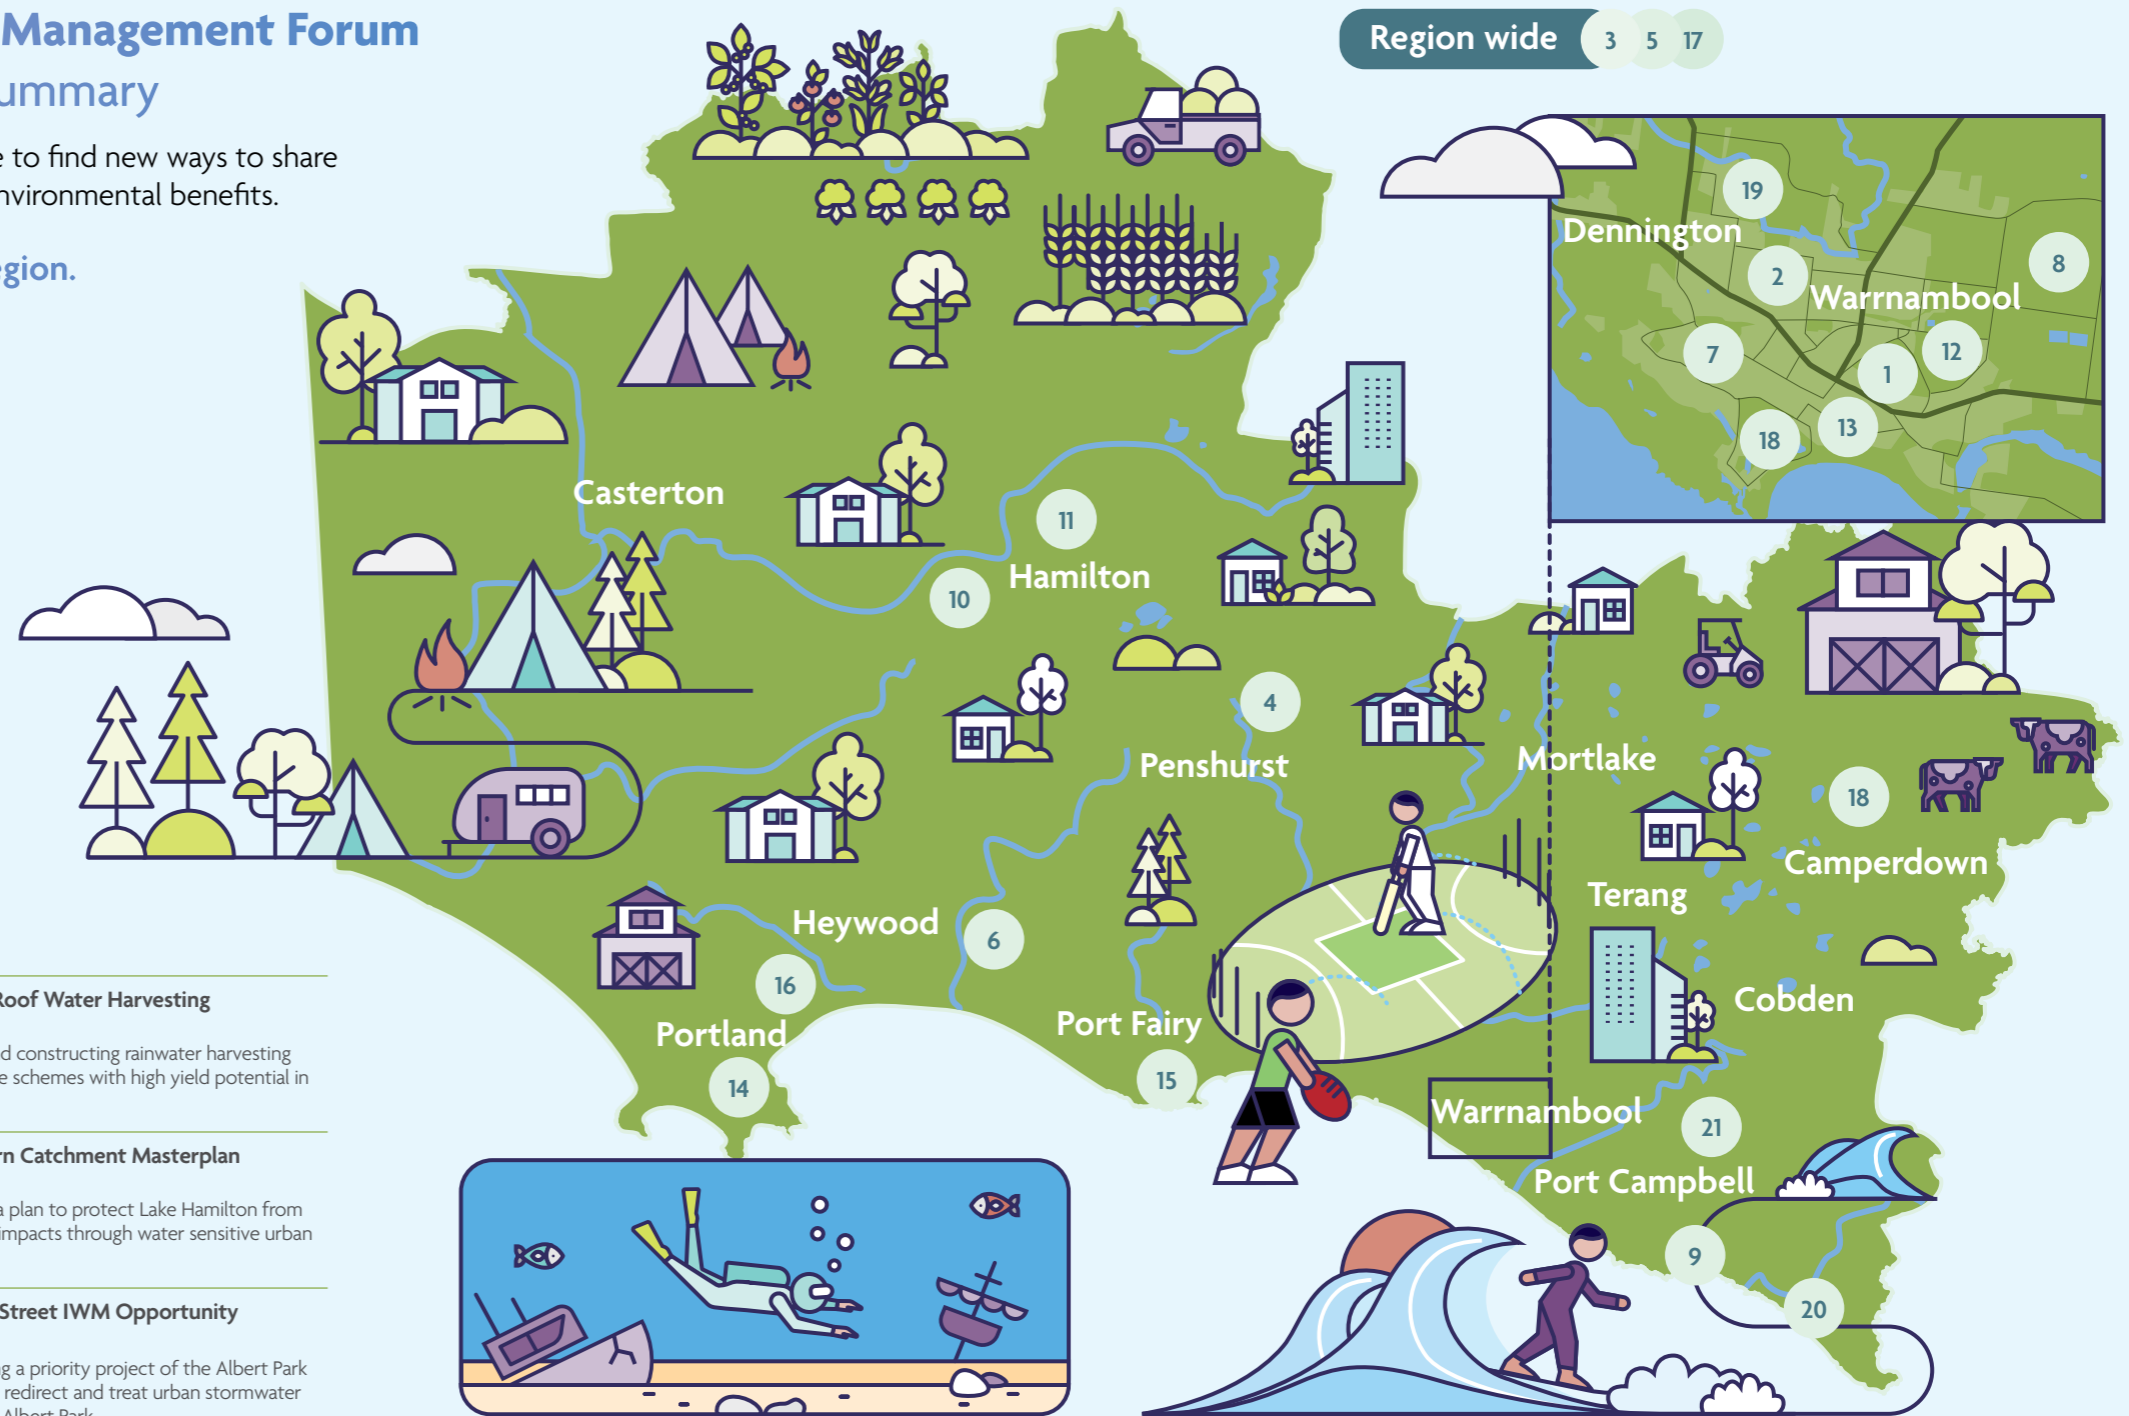 Management Forum
ummary
e to find new ways to share
nvironmental benefits.
gion.
Region wide 3 5 17
19
Dennington
8
2
Warrnambool
7
12
1
13
18
Casterton
11
Hamilton
10
4
Penshurst
Mortlake
18
Camperdown
Terang
Heywood
6
16
Portland
14
Port Fairy
15
Cobden
Warrnambool
21
Port Campbell
9
20
Roof Water Harvesting
d constructing rainwater harvesting
e schemes with high yield potential in
rn Catchment Masterplan
a plan to protect Lake Hamilton from
impacts through water sensitive urban
Street IWM Opportunity
g a priority project of the Albert Park
redirect and treat urban stormwater
Albert Park